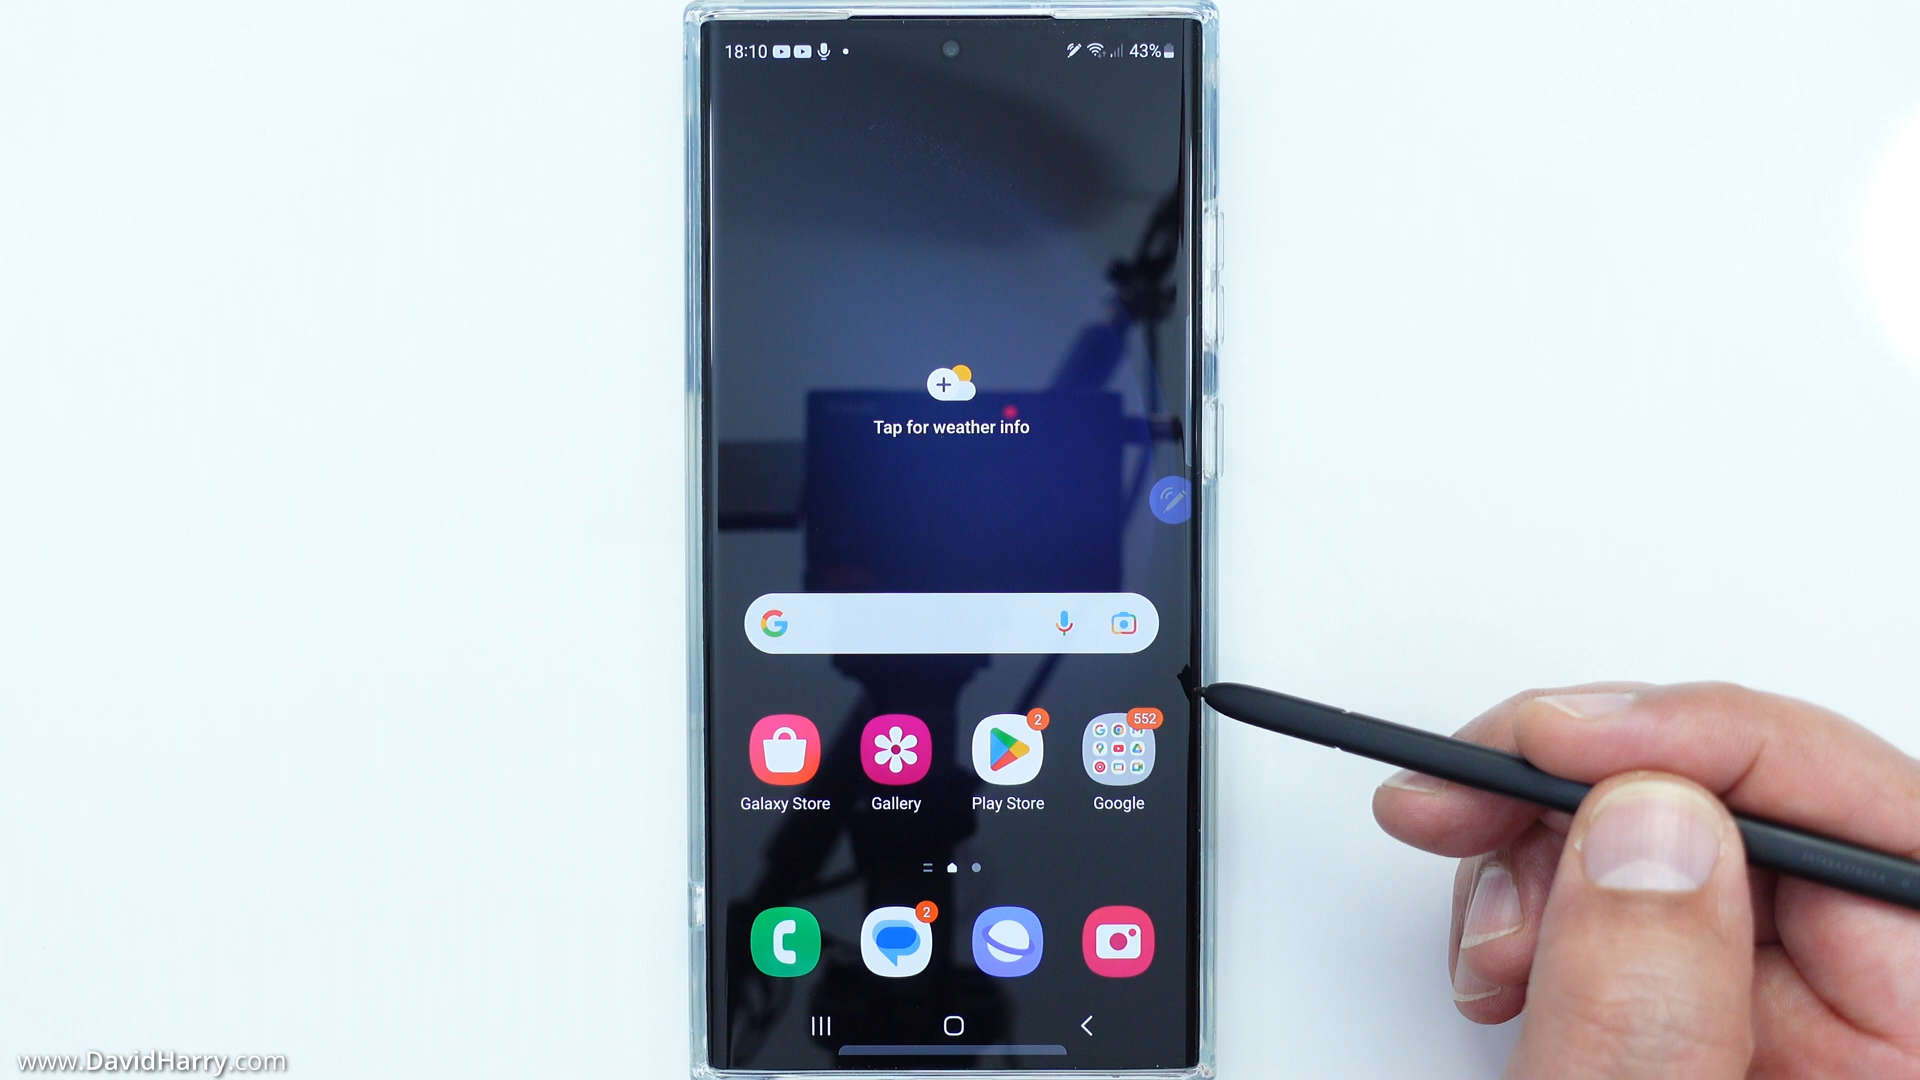 18:10
43%
Tap for weather info
G
2
552
Galaxy Store
Gallery
Play Store
Google
2
www.DavidHarry.com